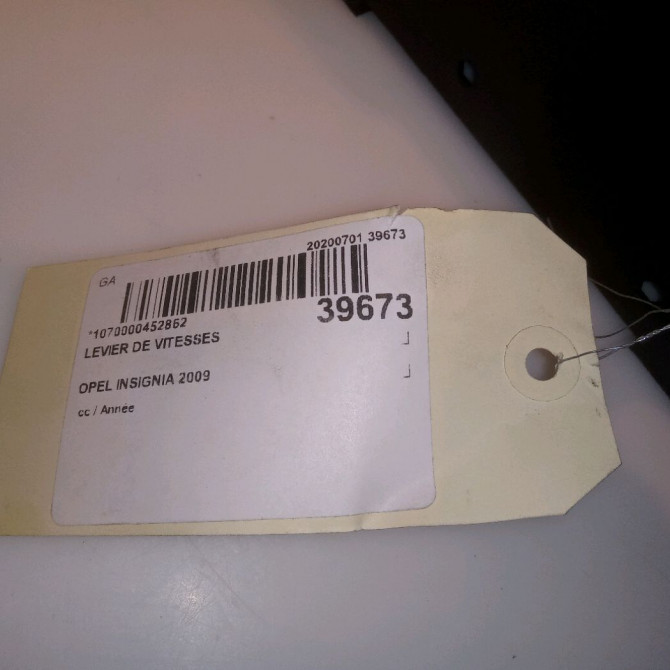 20200701 39673
GA
*1070000452862
39673
LEVIER DE VITESSES
OPEL INSIGNIA 2009
cc / Année